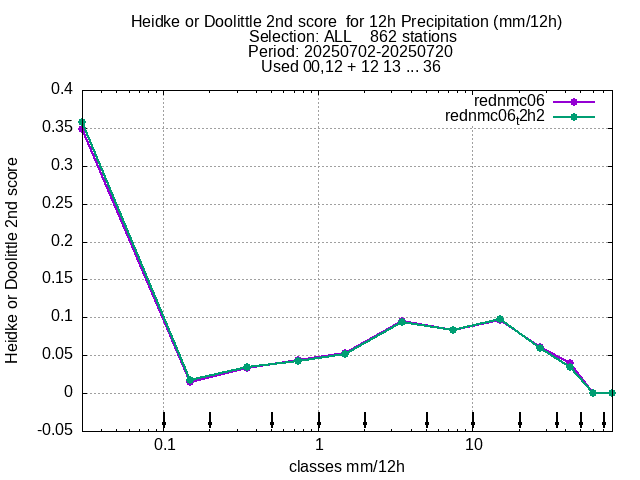 Heidke or Doolittle 2nd score  for 12h Precipitation (mm/12h)
Selection: ALL    862 stations
Period: 20250702-20250720
Used 00,12 + 12 13 ... 36
rednmc06
rednmc06,2h2
0.4
0.35
0.3
0.25
0.2
0.15
0.1
0.05
0
-0.05
Heidke or Doolittle 2nd score
0.1
1
10
classes mm/12h